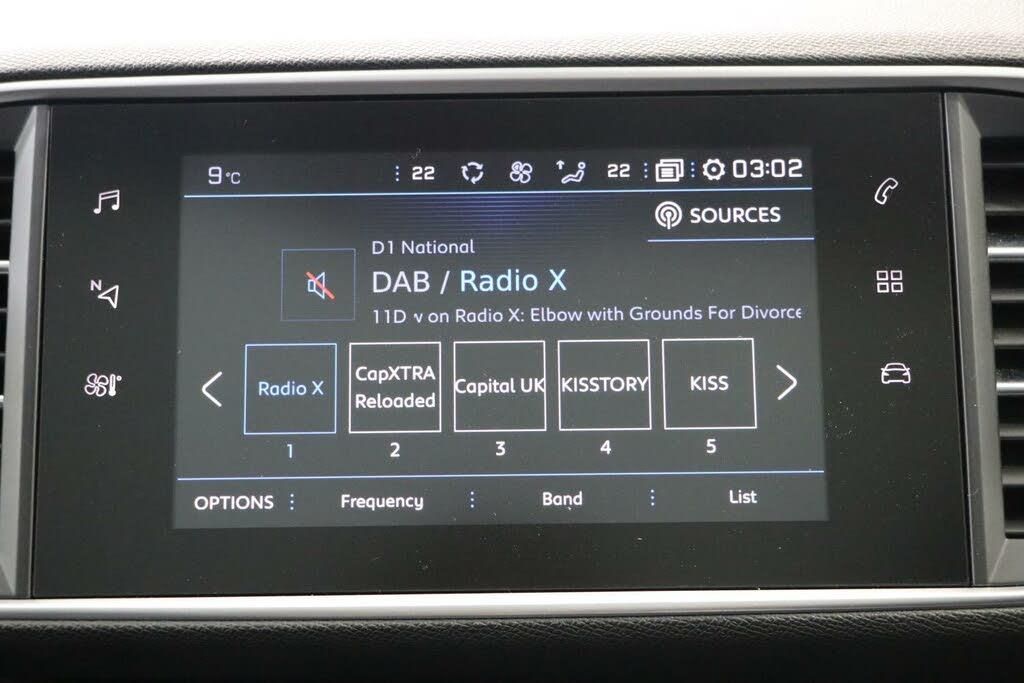 9°C 22 22 03:02
SOURCES
D1 National
DAB / Radio X
11D v on Radio X: Elbow with Grounds For Divorce
N
Radio X
CapXTRA
Reloaded
Capital UK
KISSTORY
KISS
1 2 3 4 5
OPTIONS Frequency Band List